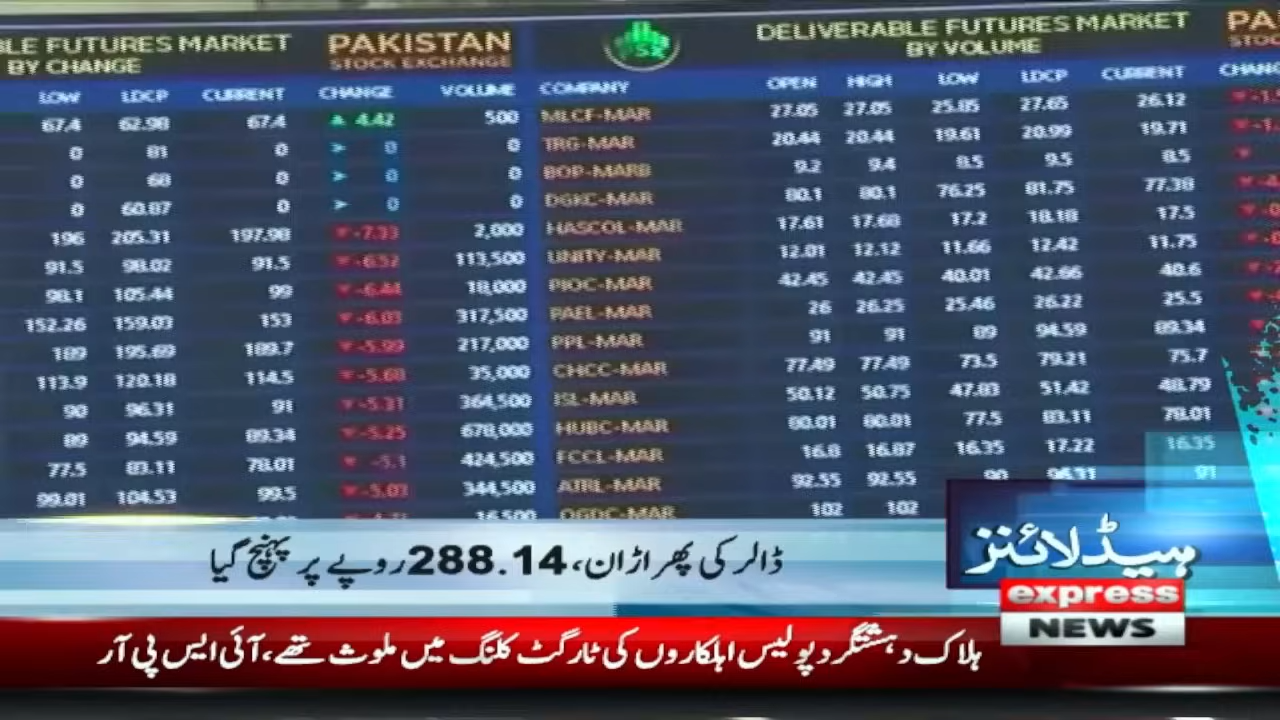 BLE FUTURES MARKET
BY CHANGE
PAKISTAN
STOCK EXCHANGE
DELIVERABLE FUTURES MARKET
BY VOLUME
LOW LDCP CURRENT CHANGE VOLUME COMPANY OPEN HIGH LOW LDCP CURRENT CHANG
67.4 62.98 67.4 4.42 500 MLCF-MAR 27.05 27.05 25.85 27.65 26.12
0 81 0 0 0 TRG-MAR 20.44 20.44 19.61 20.99 19.71
0 68 0 0 0 BOP-MARB 9.2 9.4 8.5 9.5 8.5
0 60.87 0 0 0 DGKC-MAR 80.1 80.1 76.25 81.75 77.38
196 205.31 197.98 -7.33 2,000 HASCOL-MAR 17.61 17.68 17.2 18.18 17.5
91.5 98.02 91.5 -6.52 113,500 UNITY-MAR 12.01 12.12 11.66 12.42 11.75
98.1 105.44 99 -6.44 18,000 PIOC-MAR 42.45 42.45 40.01 42.66 40.6
152.26 159.03 153 -6.03 317,500 PAEL-MAR 26 26.25 25.46 26.22 25.5
189 195.69 189.7 -5.99 217,000 PPL-MAR 91 91 89 94.59 89.34
113.9 120.18 114.5 -5.68 35,000 CHCC-MAR 77.49 77.49 73.5 79.21 75.7
90 96.31 91 -5.31 364,500 ISL-MAR 50.12 50.75 47.83 51.42 48.79
89 94.59 89.34 -5.25 678,000 HUBC-MAR 80.01 80.01 77.5 83.11 78.01
77.5 83.11 78.01 -5.1 424,500 FCCL-MAR 16.8 16.87 16.35 17.22 16.35
99.01 104.53 99.5 -5.03 344,500 ATRL-MAR 92.55 92.55 90 96.31 91
16,500 OGDC-MAR 102 102
ڈالر کی پھر اڑان، 288.14 روپے پر پہنچ گیا
ہیڈلائنز
express
NEWS
ہلاک دہشتگرد پولیس اہلکاروں کی ٹارگٹ کلنگ میں ملوث تھے، آئی ایس پی آر